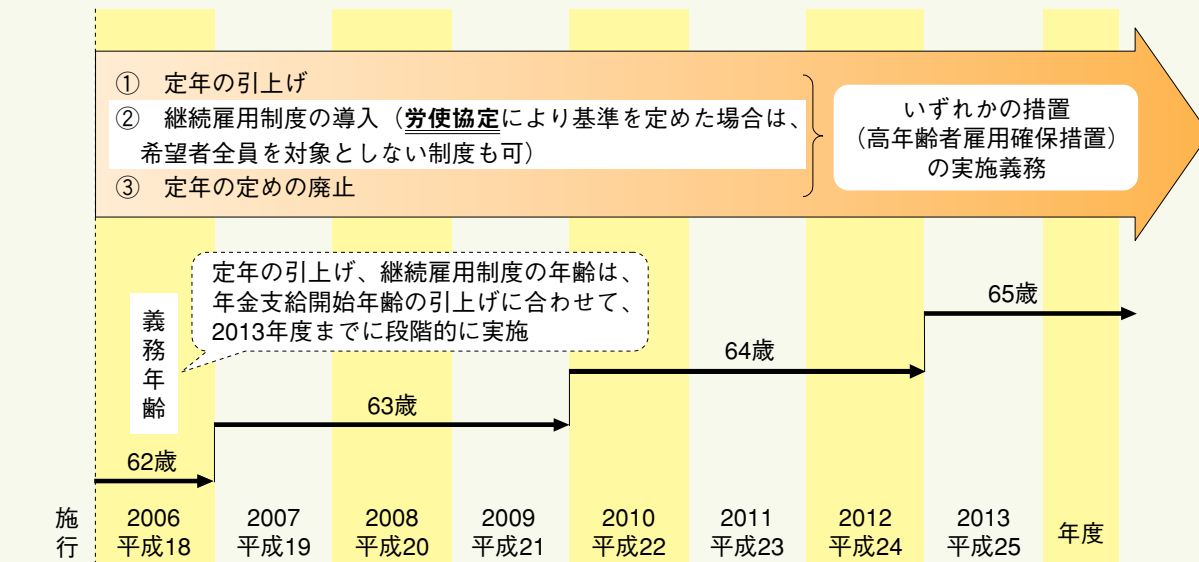 ① 定年の引上げ
② 継続雇用制度の導入(労使協定により基準を定めた場合は、
希望者全員を対象としない制度も可)
③ 定年の定めの廃止
いずれかの措置
(高年齢者雇用確保措置)
の実施義務
定年の引上げ、継続雇用制度の年齢は、
年金支給開始年齢の引上げに合わせて、
2013年度までに段階的に実施
義務年齢
62歳
63歳
64歳
65歳
施行
2006 2007 2008 2009 2010 2011 2012 2013
平成18 平成19 平成20 平成21 平成22 平成23 平成24 平成25
年度